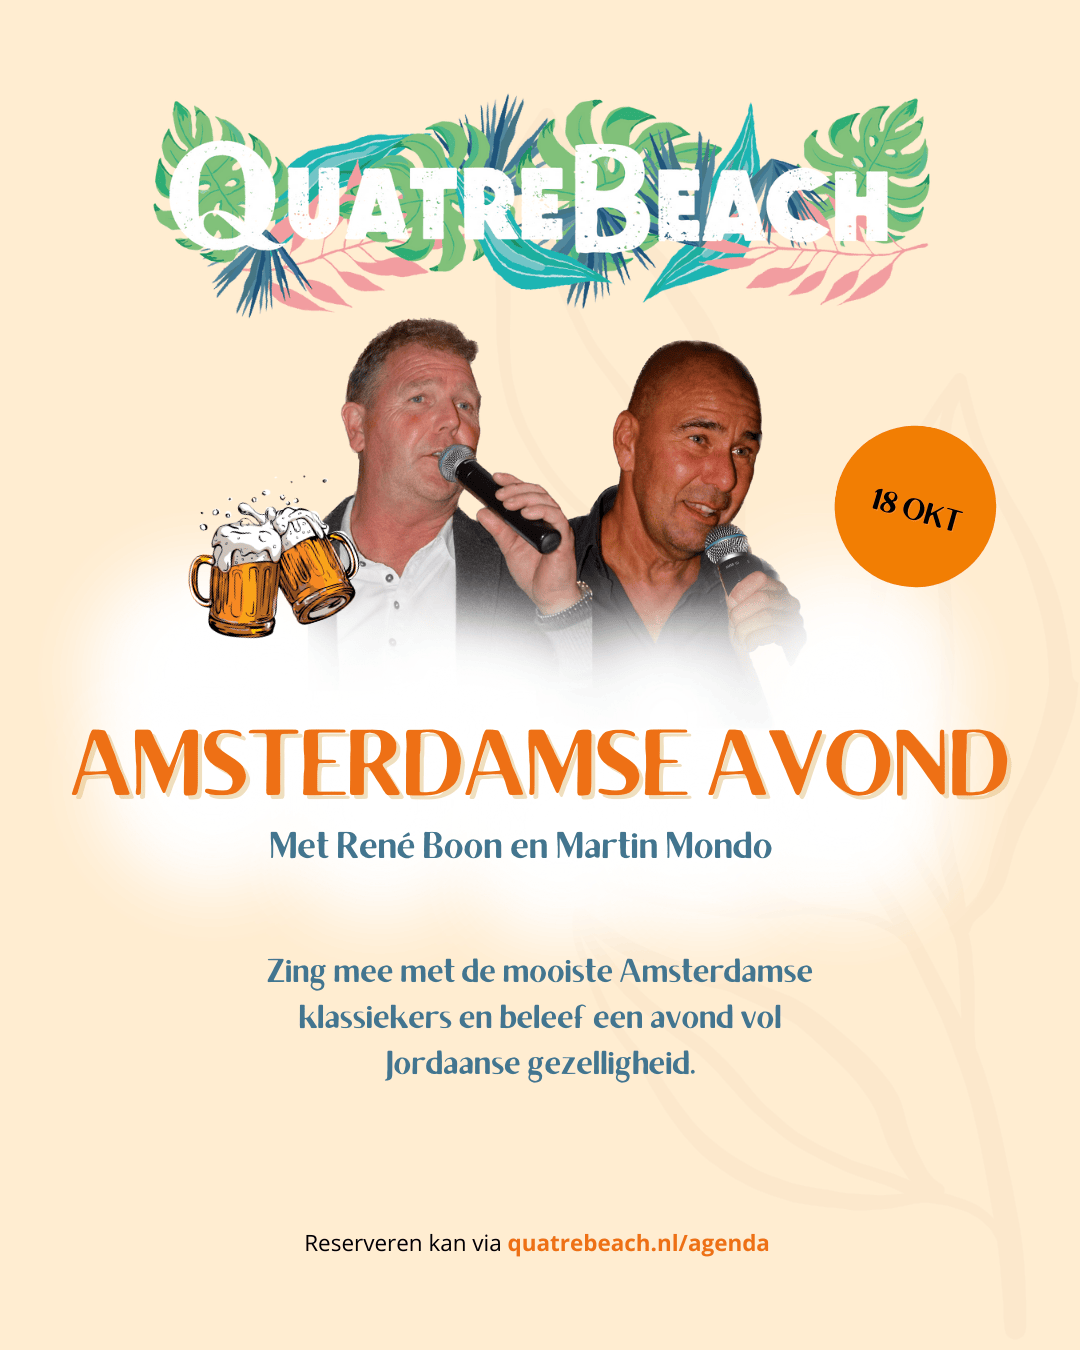 QUATREBEACH
18 OKT
AMSTERDAMSE AVOND
Met René Boon en Martin Mondo
Zing mee met de mooiste Amsterdamse
klassiekers en beleef een avond vol
Jordaanse gezelligheid.
Reserveren kan via quatrebeach.nl/agenda